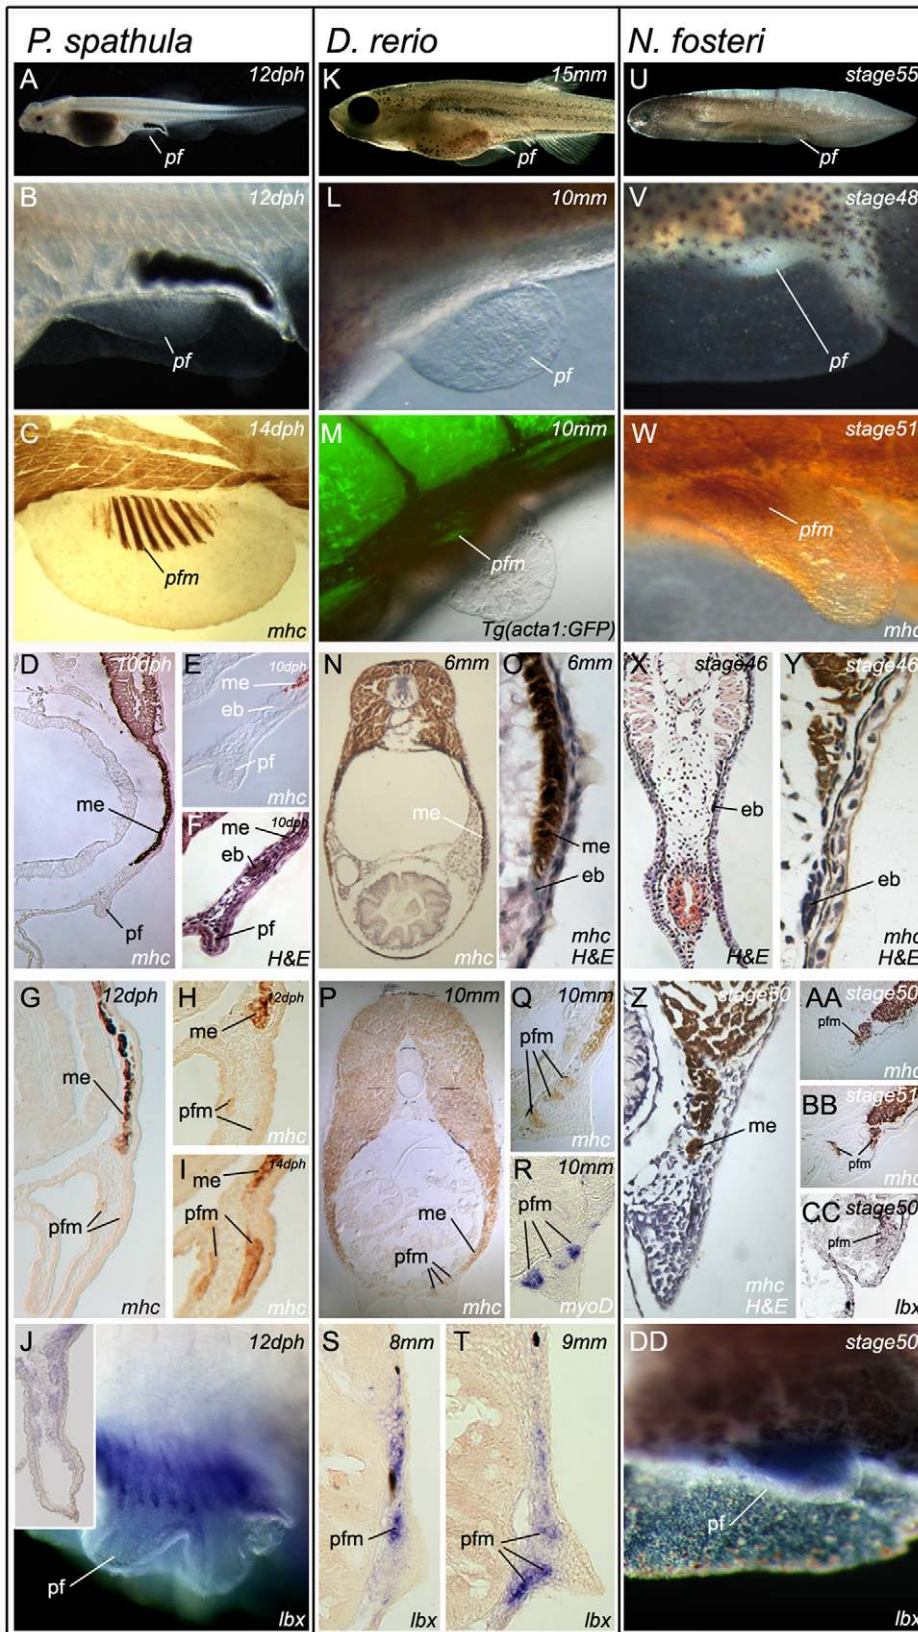 P. spathula
A
12dph
pf
B
12dph
pf
C
14dph
pfm
mhc
D
10dph
me
pf
mhc
E
10dph
me
eb
pf
mhc
F
10dph
me
eb
pf
H&E
G
12dph
me
pfm
mhc
H
12dph
me
pfm
mhc
I
14dph
me
pfm
mhc
J
12dph
pf
lbx
D. rerio
K
15mm
pf
L
10mm
pf
M
10mm
pfm
Tg(acta1:GFP)
N
6mm
me
mhc
O
6mm
me
eb
mhc
H&E
P
10mm
me
pfm
mhc
Q
10mm
pfm
mhc
R
10mm
pfm
myoD
S
8mm
pfm
lbx
T
9mm
pfm
lbx
N. fosteri
U
stage55
pf
V
stage48
pf
W
stage51
pfm
mhc
X
stage46
eb
H&E
Y
stage46
eb
mhc
H&E
Z
stage50
me
mhc
H&E
AA
stage50
pfm
mhc
BB
stage51
pfm
mhc
CC
stage50
pfm
lbx
DD
stage50
pf
lbx